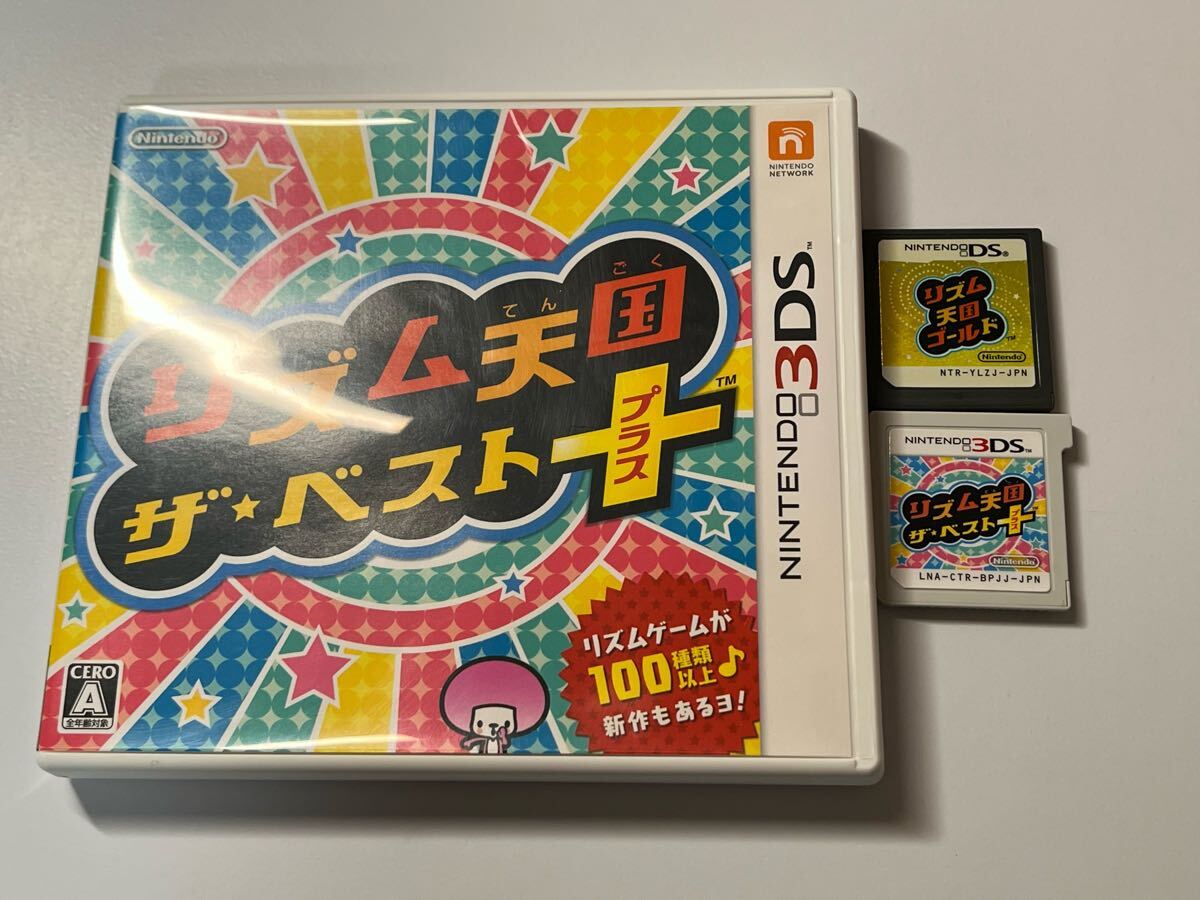 Nintendo
NINTENDO
NETWORK
NINTENDO 3DS™
てん ごく
リズム天国
ザ★ベスト+™
プラス
リズムゲームが
100種類以上♪
新作もあるヨ!
CERO
A
全年齢対象
NINTENDO DS®
リズム
天国
ゴールド™
Nintendo
NTR-YLZJ-JPN
NINTENDO 3DS™
リズム天国
ザ★ベスト+
プラス
Nintendo
LNA-CTR-BPJJ-JPN